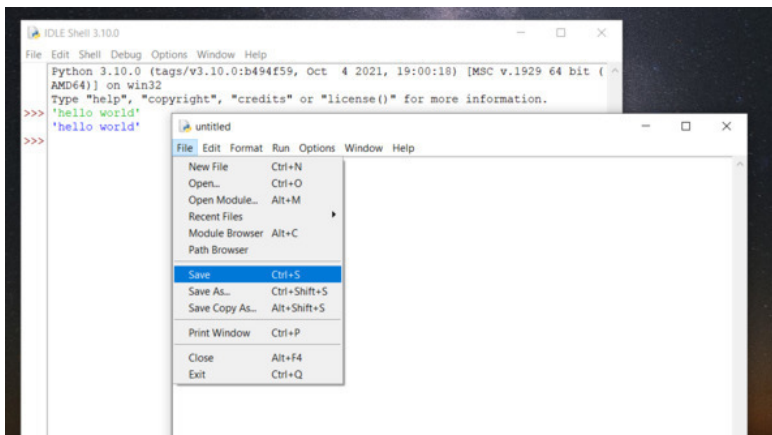 IDLE Shell 3.10.0
File Edit Shell Debug Options Window Help
Python 3.10.0 (tags/v3.10.0:b494f59, Oct  4 2021, 19:00:18) [MSC v.1929 64 bit (
AMD64)] on win32
Type "help", "copyright", "credits" or "license()" for more information.
>>> 'hello world'
'hello world'
>>>
untitled
File Edit Format Run Options Window Help
New File Ctrl+N
Open... Ctrl+O
Open Module... Alt+M
Recent Files
Module Browser Alt+C
Path Browser
Save Ctrl+S
Save As... Ctrl+Shift+S
Save Copy As... Alt+Shift+S
Print Window Ctrl+P
Close Alt+F4
Exit Ctrl+Q